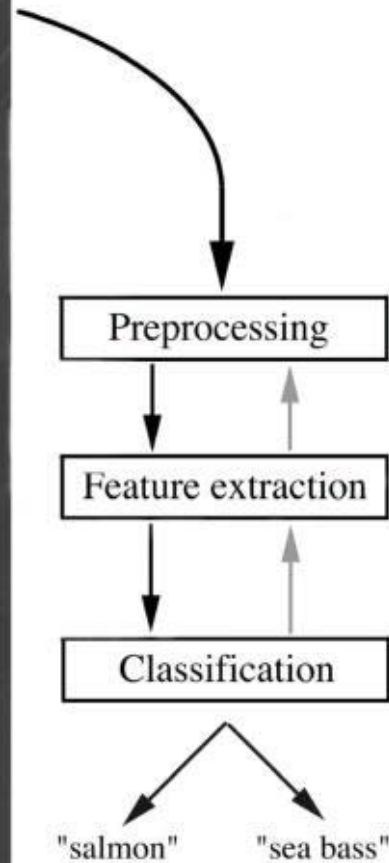 Preprocessing
Feature extraction
Classification
"salmon" "sea bass"